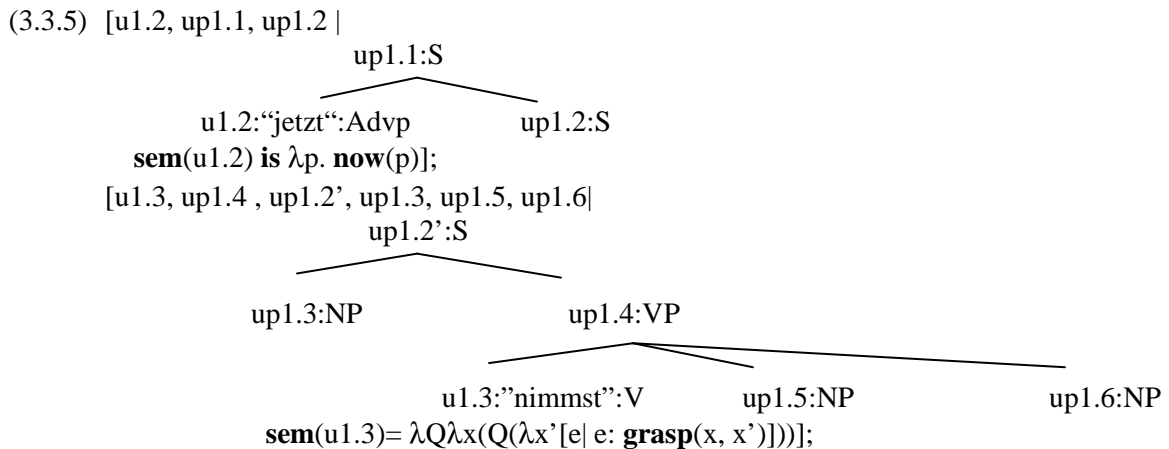 (3.3.5) [u1.2, up1.1, up1.2 |
up1.1:S
u1.2:“jetzt“:Advp up1.2:S
sem(u1.2) is λp. now(p)];
[u1.3, up1.4 , up1.2’, up1.3, up1.5, up1.6|
up1.2’:S
up1.3:NP up1.4:VP
u1.3:”nimmst”:V up1.5:NP up1.6:NP
sem(u1.3)= λQλx(Q(λx’[e| e: grasp(x, x’)]))];